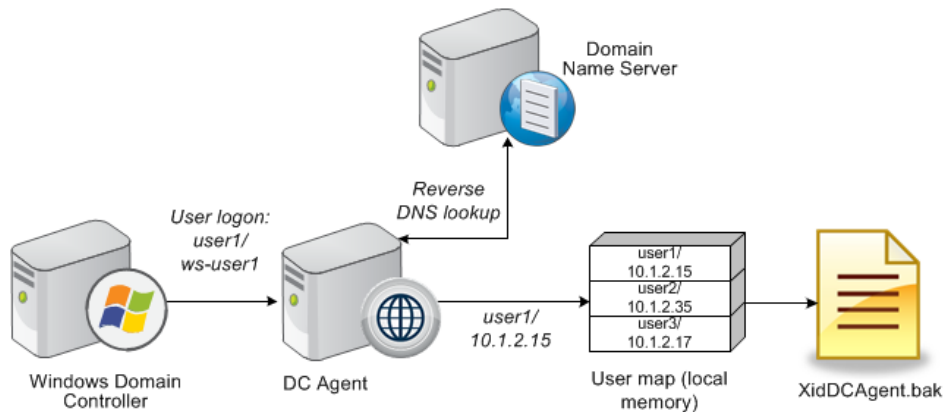 Domain
Name Server
Reverse
DNS lookup
User logon:
user1/
ws-user1
user1/
10.1.2.15
user2/
10.1.2.35
user3/
10.1.2.17
user1/
10.1.2.15
Windows Domain
Controller
DC Agent
User map (local
memory)
XidDCAgent.bak